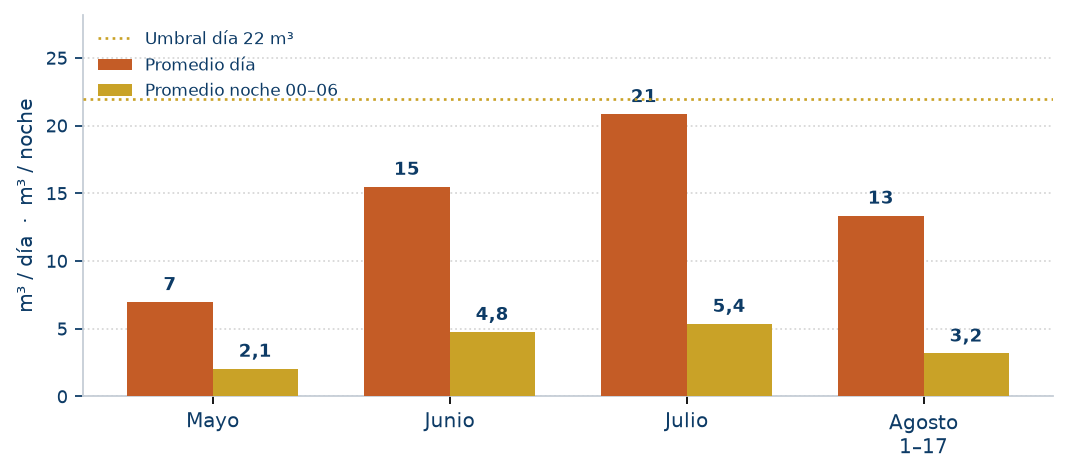 Umbral día 22 m³
Promedio día
Promedio noche 00–06
m³ / día · m³ / noche
25
20
15
10
5
0
7
2,1
15
4,8
21
5,4
13
3,2
Mayo
Junio
Julio
Agosto
1–17